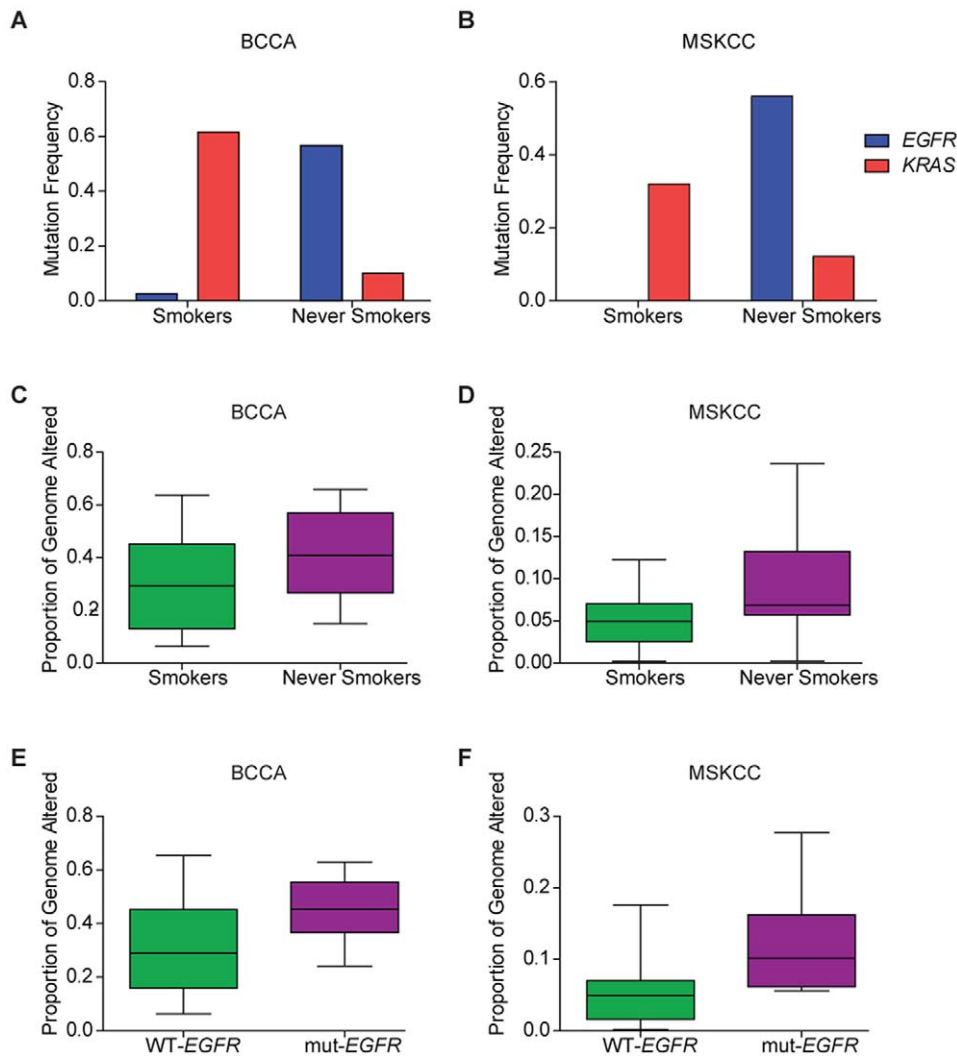 A
BCCA
Mutation Frequency
0.8
0.6
0.4
0.2
0.0
Smokers
Never Smokers
B
MSKCC
Mutation Frequency
0.6
0.4
0.2
0.0
Smokers
Never Smokers
EGFR
KRAS
C
BCCA
Proportion of Genome Altered
0.8
0.6
0.4
0.2
0.0
Smokers
Never Smokers
D
MSKCC
Proportion of Genome Altered
0.25
0.20
0.15
0.10
0.05
0.00
Smokers
Never Smokers
E
BCCA
Proportion of Genome Altered
0.8
0.6
0.4
0.2
0.0
WT-EGFR
mut-EGFR
F
MSKCC
Proportion of Genome Altered
0.3
0.2
0.1
0.0
WT-EGFR
mut-EGFR